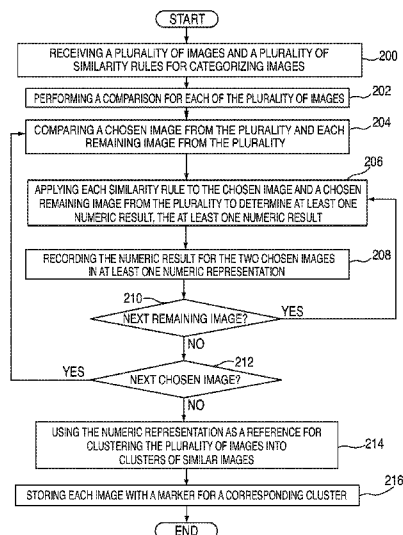 START
RECEIVING A PLURALITY OF IMAGES AND A PLURALITY OF
SIMILARITY RULES FOR CATEGORIZING IMAGES
200
PERFORMING A COMPARISON FOR EACH OF THE PLURALITY OF IMAGES
202
COMPARING A CHOSEN IMAGE FROM THE PLURALITY AND EACH
REMAINING IMAGE FROM THE PLURALITY
204
206
APPLYING EACH SIMILARITY RULE TO THE CHOSEN IMAGE AND A CHOSEN
REMAINING IMAGE FROM THE PLURALITY TO DETERMINE AT LEAST ONE
NUMERIC RESULT, THE AT LEAST ONE NUMERIC RESULT
RECORDING THE NUMERIC RESULT FOR THE TWO CHOSEN IMAGES
IN AT LEAST ONE NUMERIC REPRESENTATION
208
210
NEXT REMAINING IMAGE?
YES
NO
212
YES
NEXT CHOSEN IMAGE?
NO
USING THE NUMERIC REPRESENTATION AS A REFERENCE FOR
CLUSTERING THE PLURALITY OF IMAGES INTO
CLUSTERS OF SIMILAR IMAGES
214
STORING EACH IMAGE WITH A MARKER FOR A CORRESPONDING CLUSTER
216
END